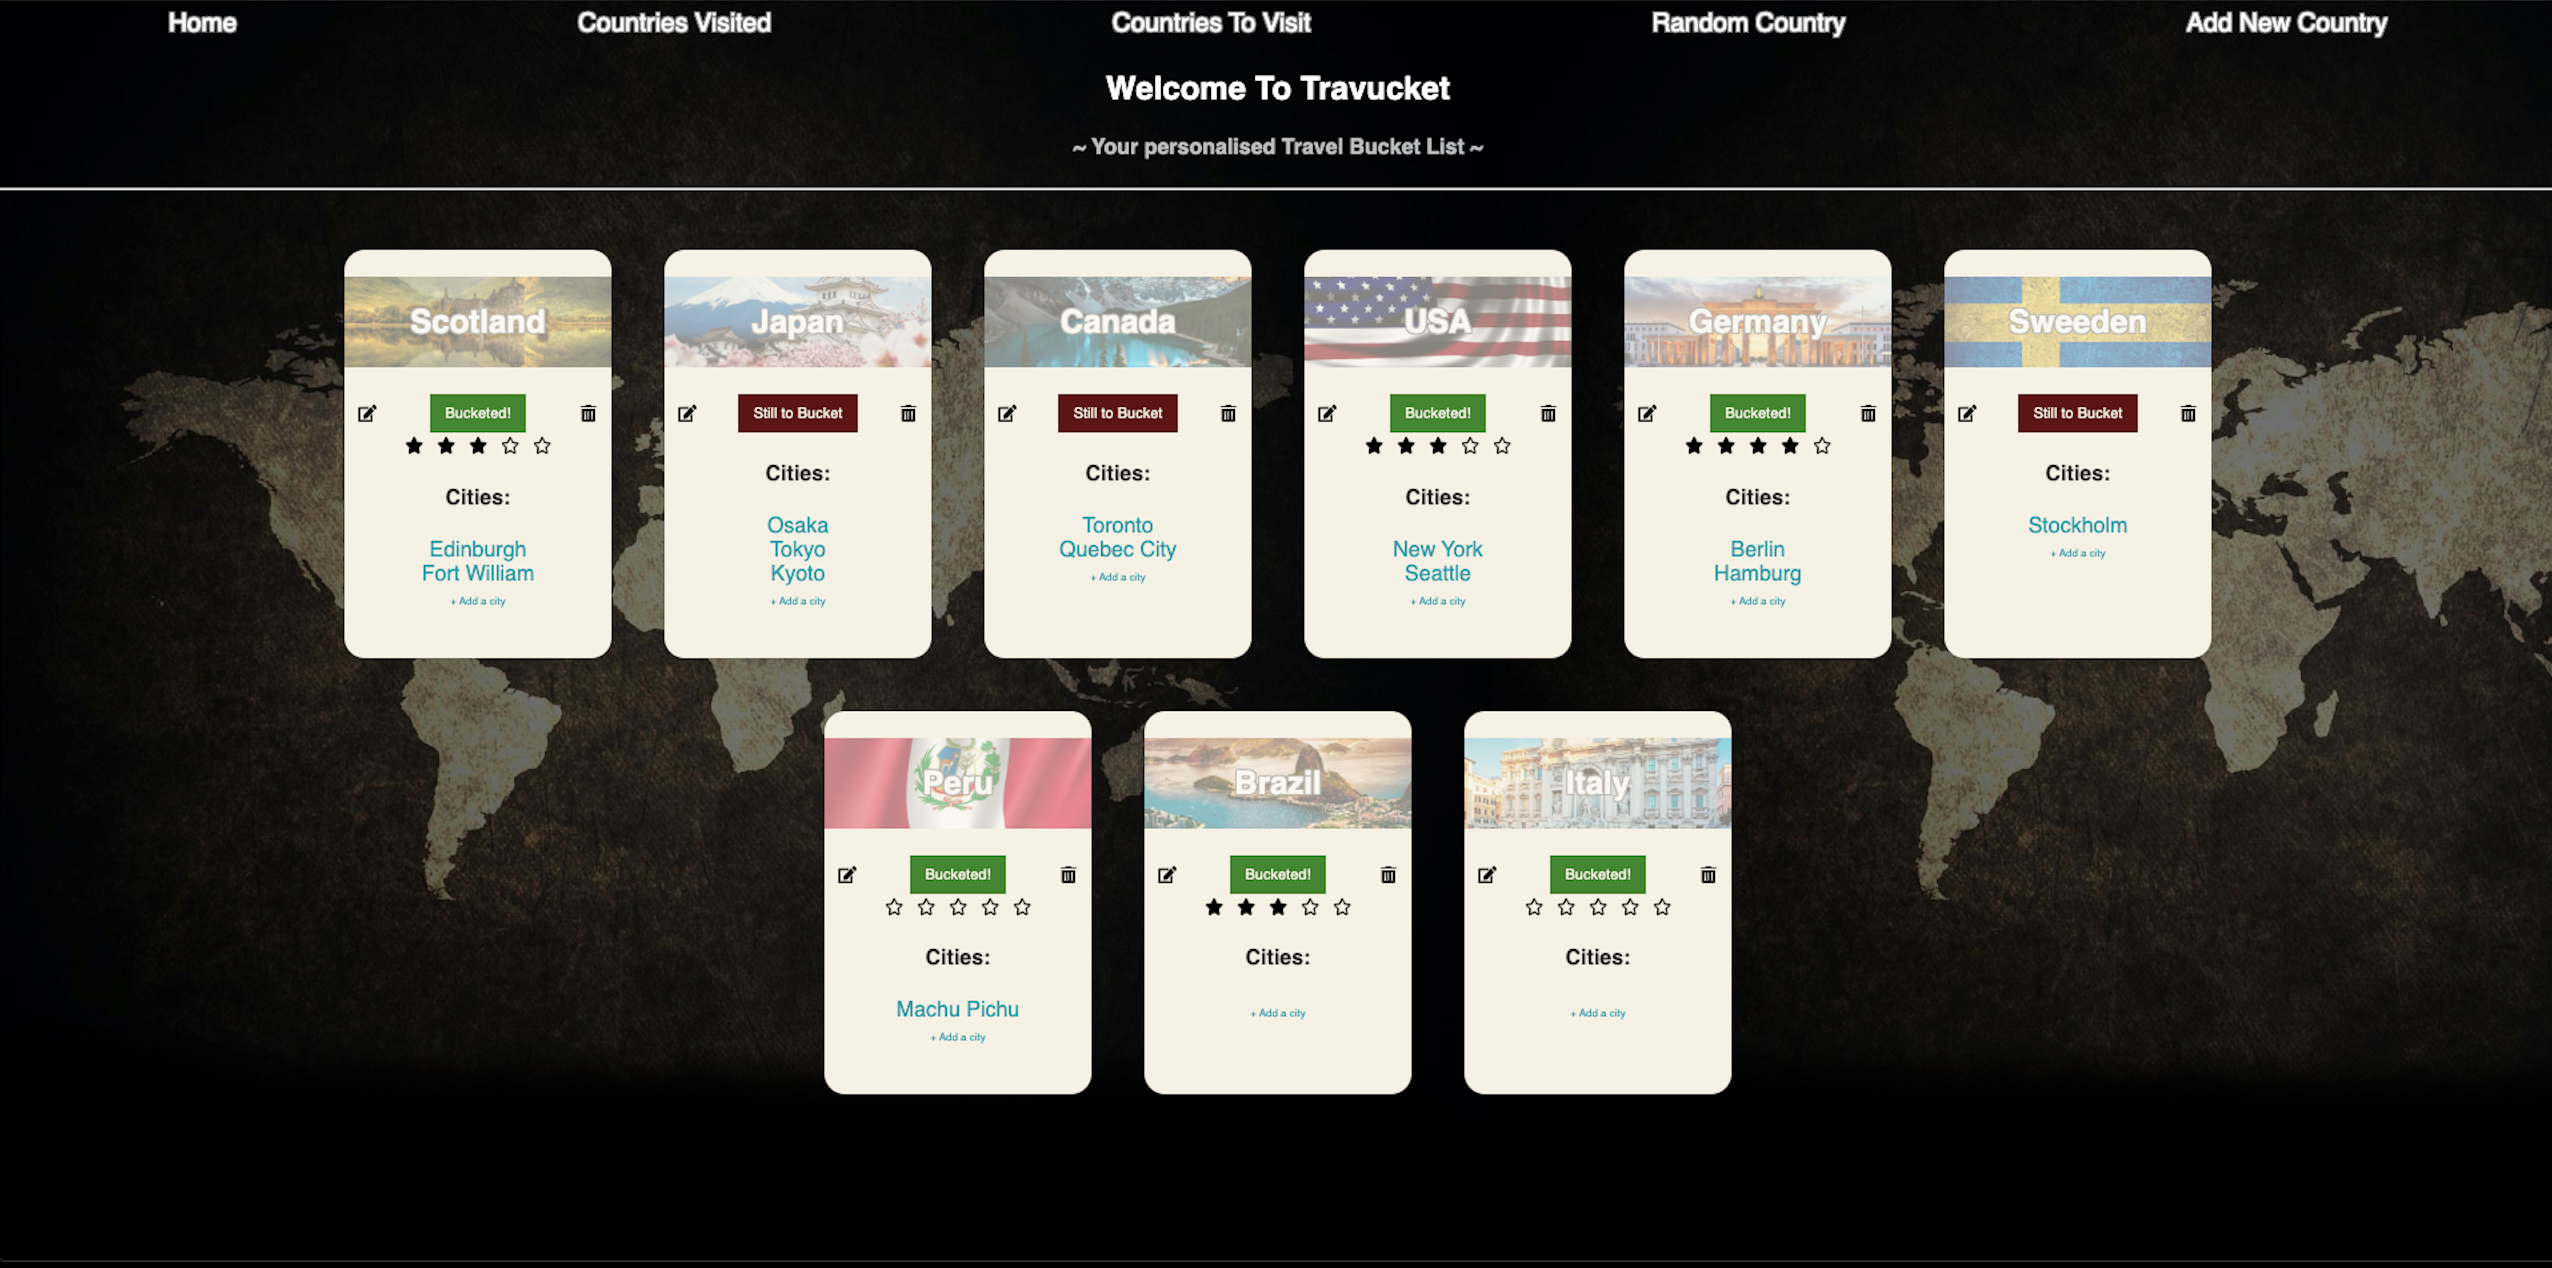 Home
Countries Visited
Countries To Visit
Random Country
Add New Country
Welcome To Travucket
~ Your personalised Travel Bucket List ~
Scotland
Bucketed!
Cities:
Edinburgh
Fort William
+ Add a city
Japan
Still to Bucket
Cities:
Osaka
Tokyo
Kyoto
+ Add a city
Canada
Still to Bucket
Cities:
Toronto
Quebec City
+ Add a city
USA
Bucketed!
Cities:
New York
Seattle
+ Add a city
Germany
Bucketed!
Cities:
Berlin
Hamburg
+ Add a city
Sweeden
Still to Bucket
Cities:
Stockholm
+ Add a city
Peru
Bucketed!
Cities:
Machu Pichu
+ Add a city
Brazil
Bucketed!
Cities:
+ Add a city
Italy
Bucketed!
Cities:
+ Add a city